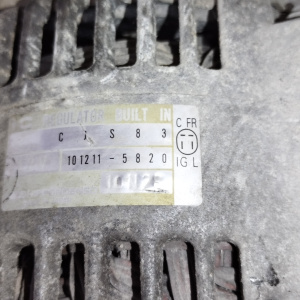 REGULATOR BUILT IN
C J S 8 3
101211-5820
C FR
IG L